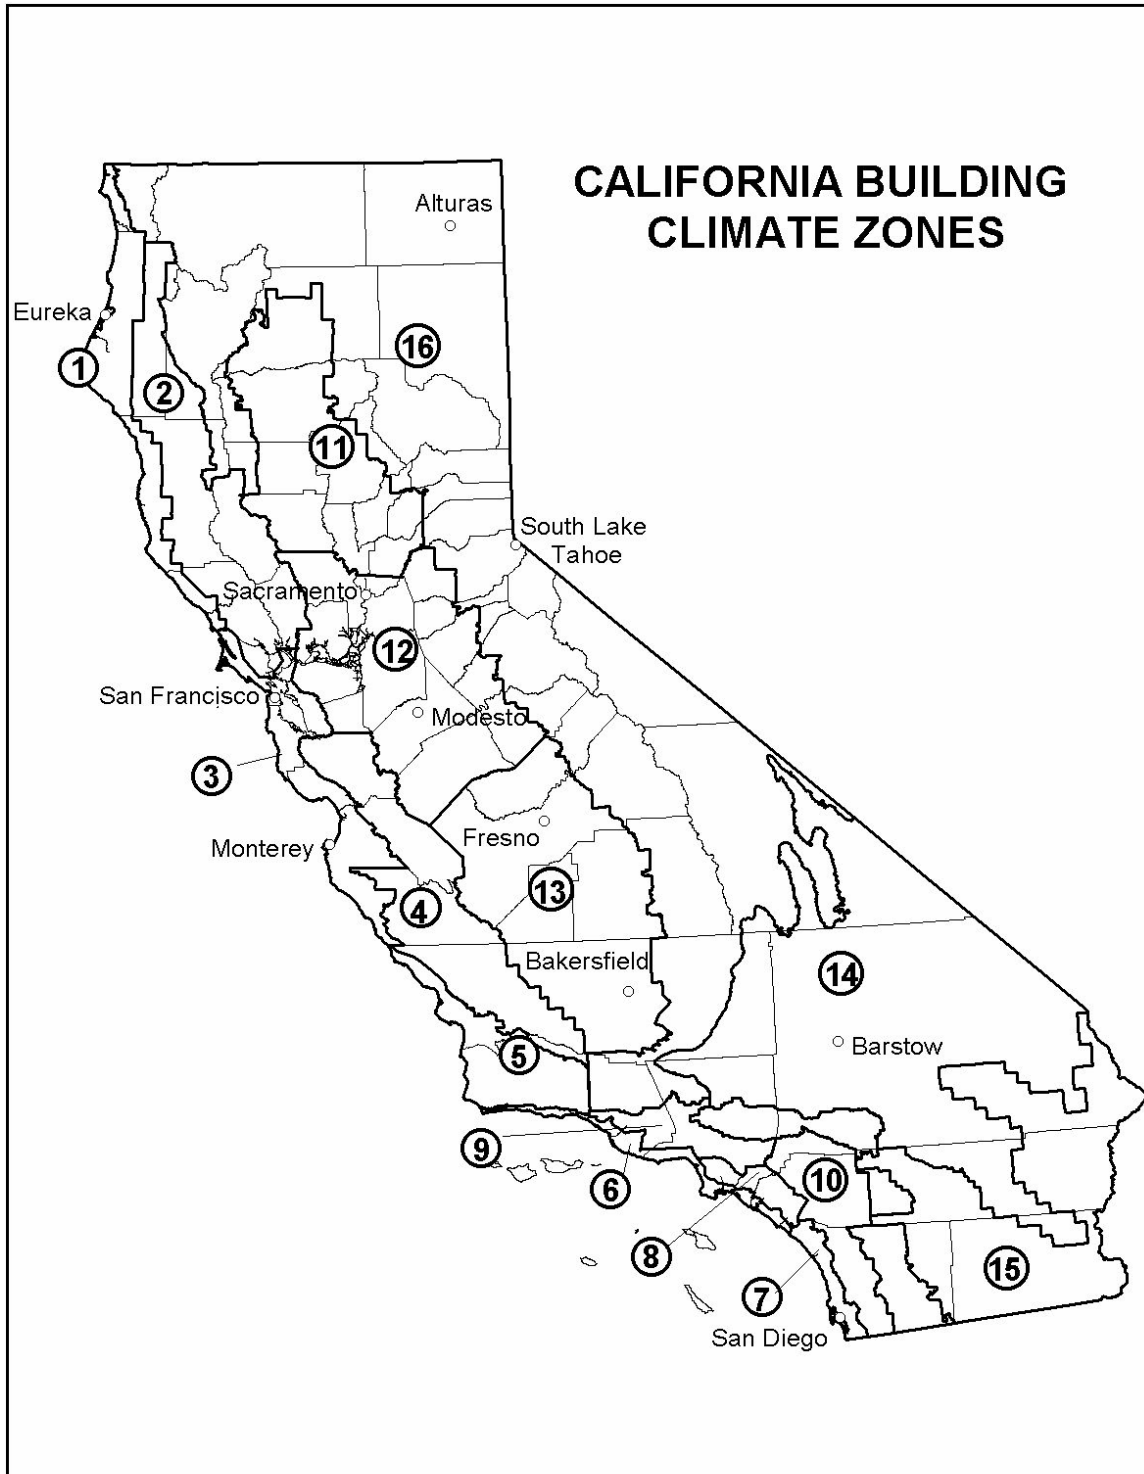 CALIFORNIA BUILDING
CLIMATE ZONES
Alturas
Eureka
16
1
2
11
South Lake
Tahoe
Sacramento
12
San Francisco
Modesto
3
Fresno
Monterey
13
4
Bakersfield
14
5
Barstow
9
10
6
8
15
7
San Diego